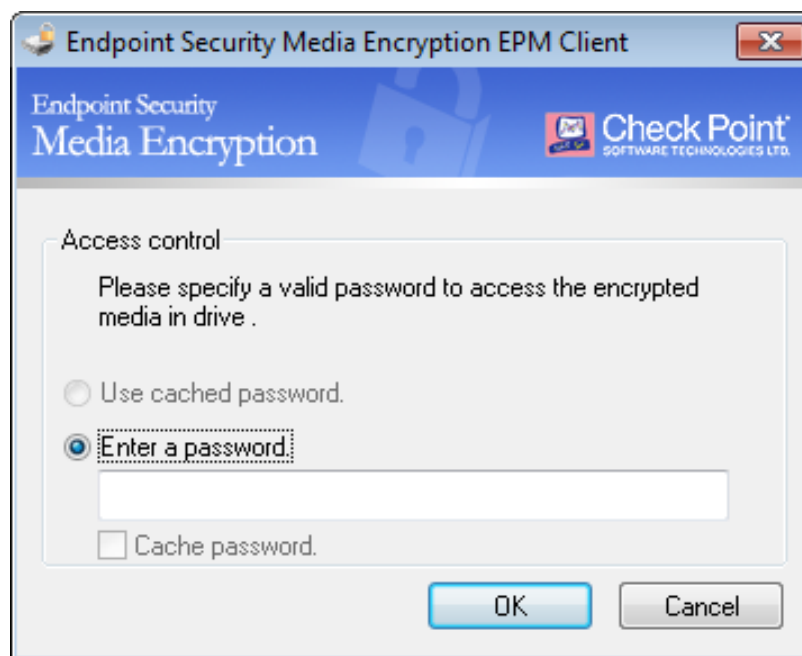 Endpoint Security Media Encryption EPM Client
Endpoint Security
Media Encryption
Check Point
SOFTWARE TECHNOLOGIES LTD.
Access control
Please specify a valid password to access the encrypted
media in drive .
Use cached password.
Enter a password.
Cache password.
OK
Cancel